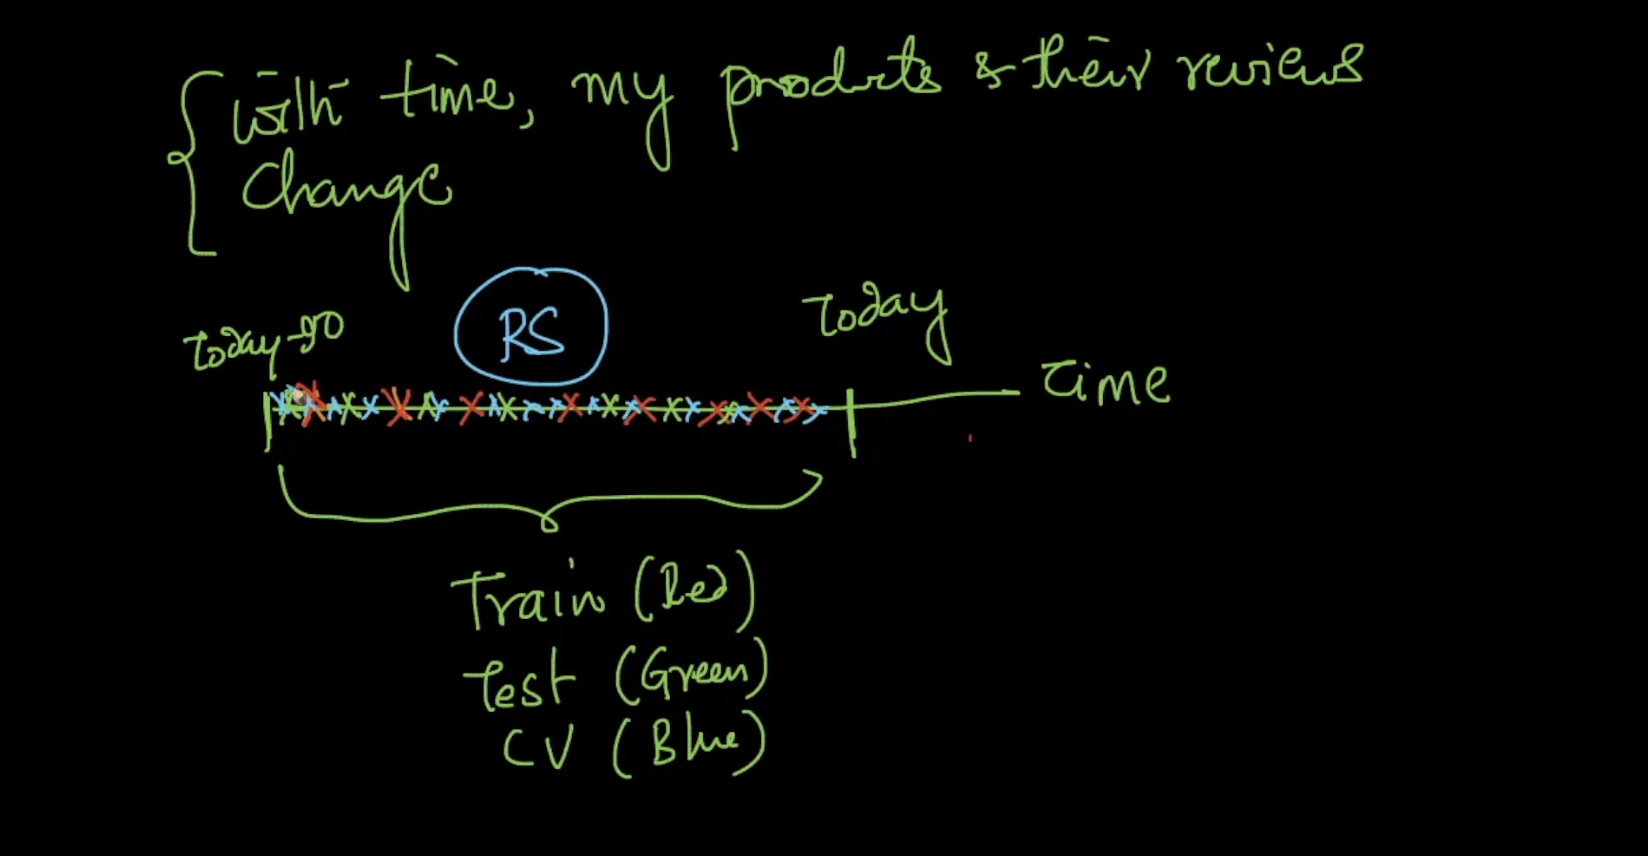 with time, my products & their reviews
change
RS
Today
Today-90
Time
Train (Red)
Test (Green)
CV (Blue)